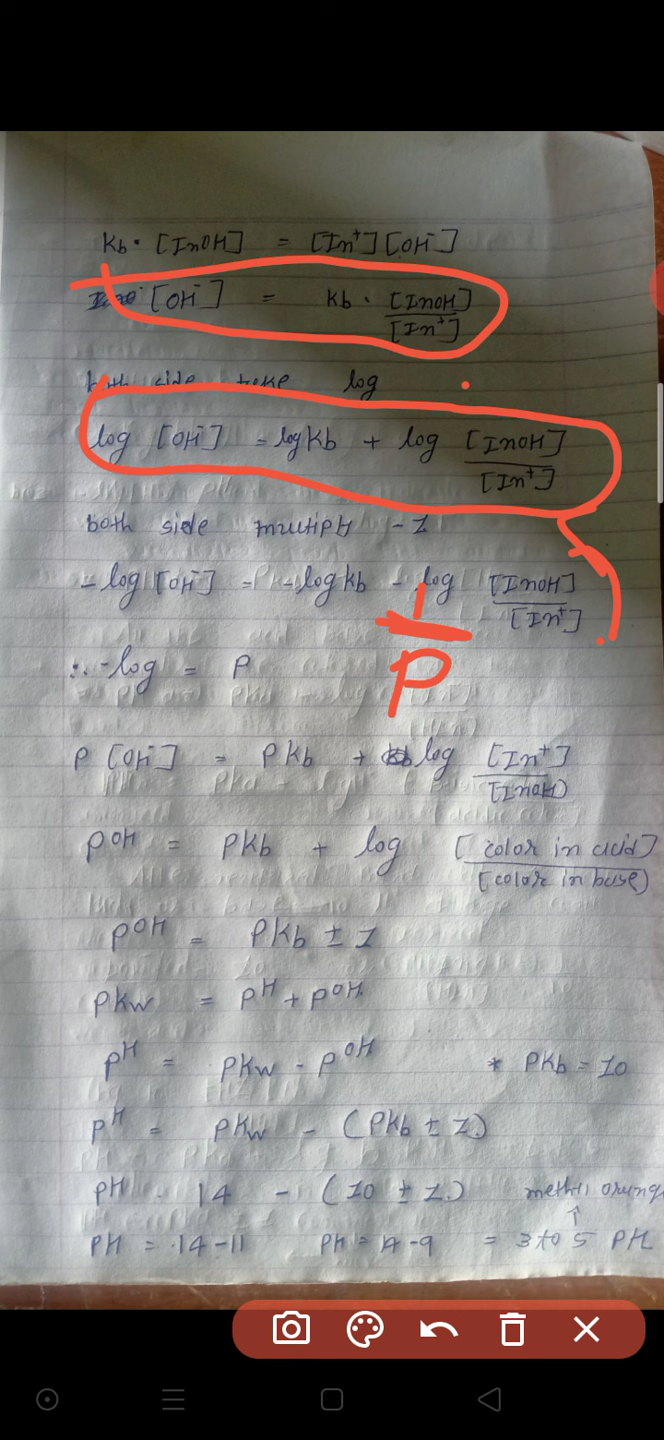 Kb· [InOH] = [In⁺][OH⁻]
[OH⁻] = kb · [InOH] / [In⁺]
both side take log
log [OH⁻] = log Kb + log [InOH] / [In⁺]
both side multiply -1
-log [OH⁻] = -log kb - log [InOH] / [In⁺]
P
∴ -log = P
P [OH⁻] = PKb + log [In⁺] / [InOH]
pOH = PKb + log [color in acid] / [color in base)
pOH = PKb ± 1
PKw = pH + pOH
pH = PKw - pOH * PKb = 10
pH = PKw - (PKb ± 1)
pH = 14 - (10 ± 1.) methyl orang
↑
PH = 14-11 PH = 14-9 = 3 to 5 PH